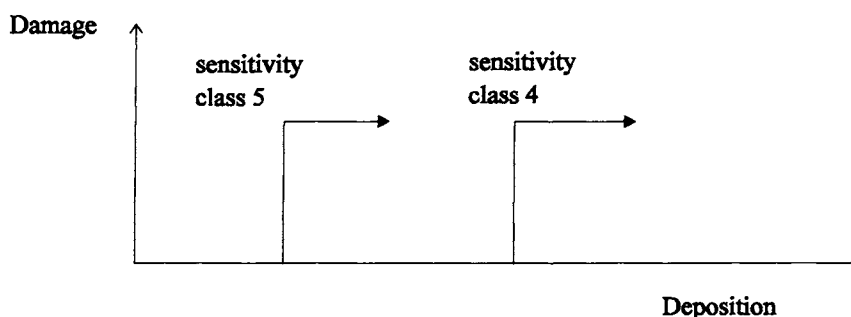 Damage
sensitivity
class 5
sensitivity
class 4
Deposition